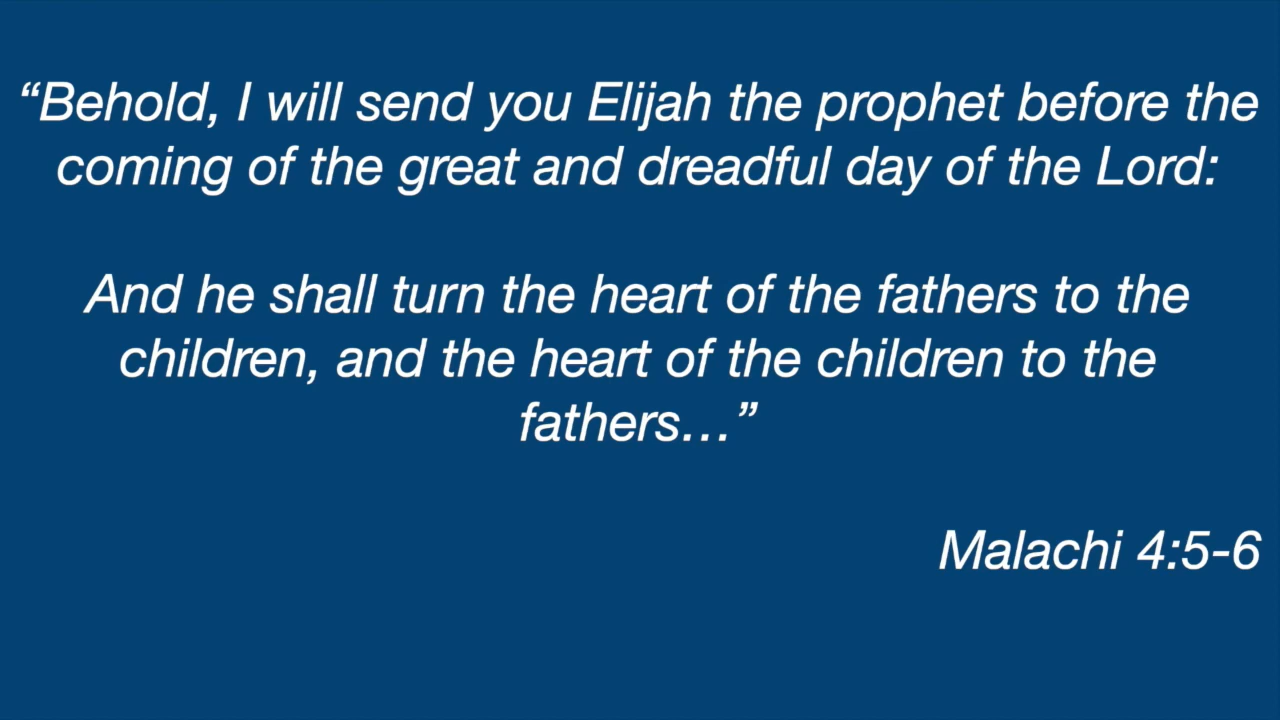 “Behold, I will send you Elijah the prophet before the
coming of the great and dreadful day of the Lord:
And he shall turn the heart of the fathers to the
children, and the heart of the children to the
fathers…”
Malachi 4:5-6